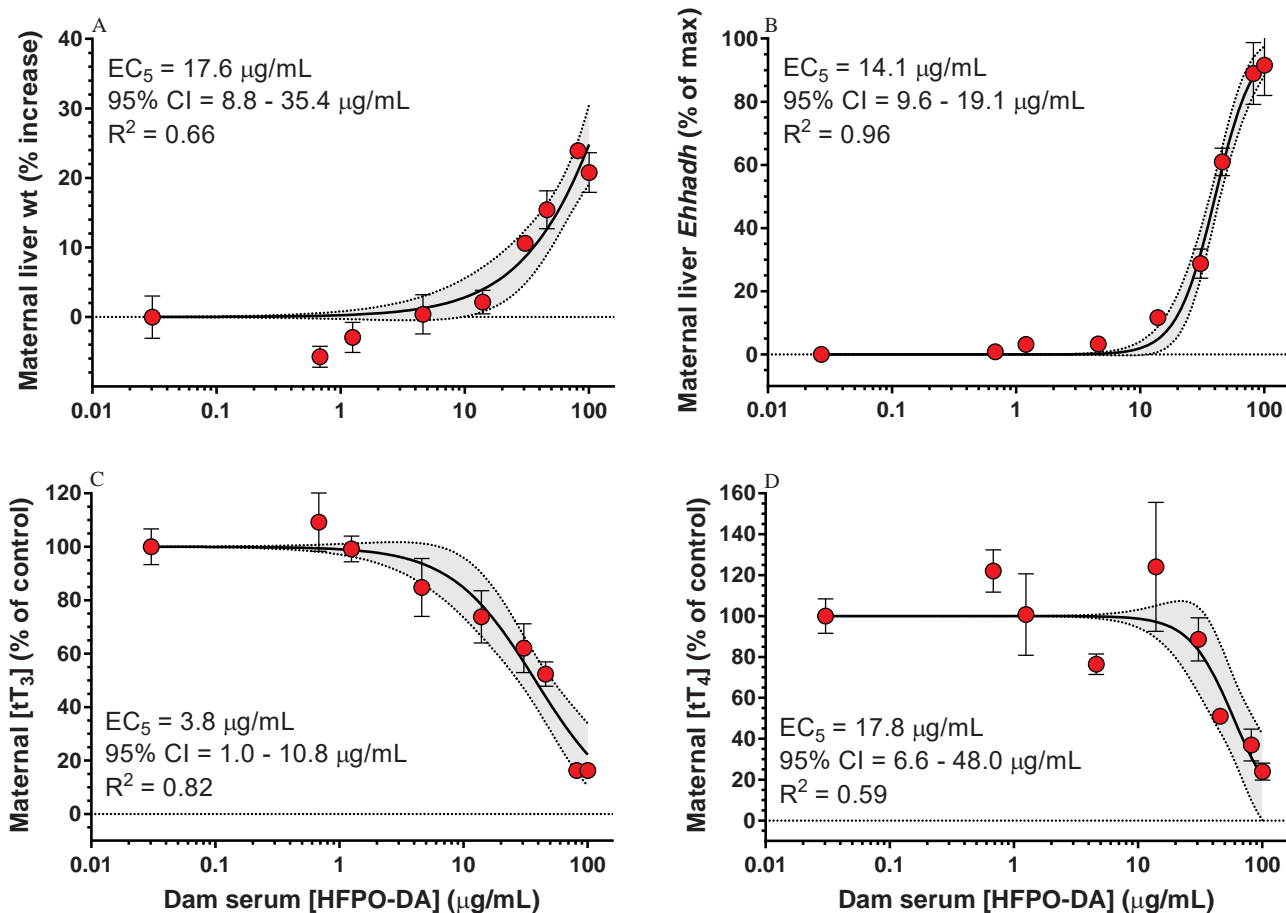 A
Maternal liver wt (% increase)
40
30
20
10
0
EC5 = 17.6 µg/mL
95% CI = 8.8 - 35.4 µg/mL
R2 = 0.66
0.01 0.1 1 10 100
B
Maternal liver Ehhadh (% of max)
100
80
60
40
20
0
EC5 = 14.1 µg/mL
95% CI = 9.6 - 19.1 µg/mL
R2 = 0.96
0.01 0.1 1 10 100
C
Maternal [tT3] (% of control)
120
100
80
60
40
20
0
EC5 = 3.8 µg/mL
95% CI = 1.0 - 10.8 µg/mL
R2 = 0.82
0.01 0.1 1 10 100
Dam serum [HFPO-DA] (µg/mL)
D
Maternal [tT4] (% of control)
160
140
120
100
80
60
40
20
0
EC5 = 17.8 µg/mL
95% CI = 6.6 - 48.0 µg/mL
R2 = 0.59
0.01 0.1 1 10 100
Dam serum [HFPO-DA] (µg/mL)